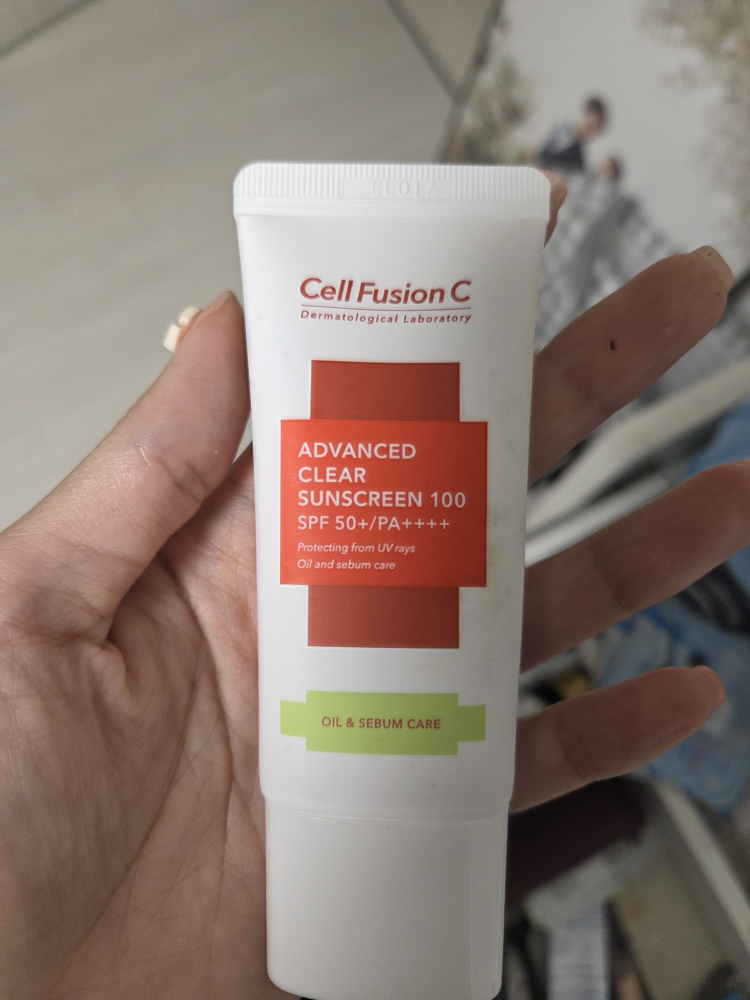 CL017
Cell Fusion C
Dermatological Laboratory
ADVANCED
CLEAR
SUNSCREEN 100
SPF 50+/PA++++
Protecting from UV rays
Oil and sebum care
OIL & SEBUM CARE